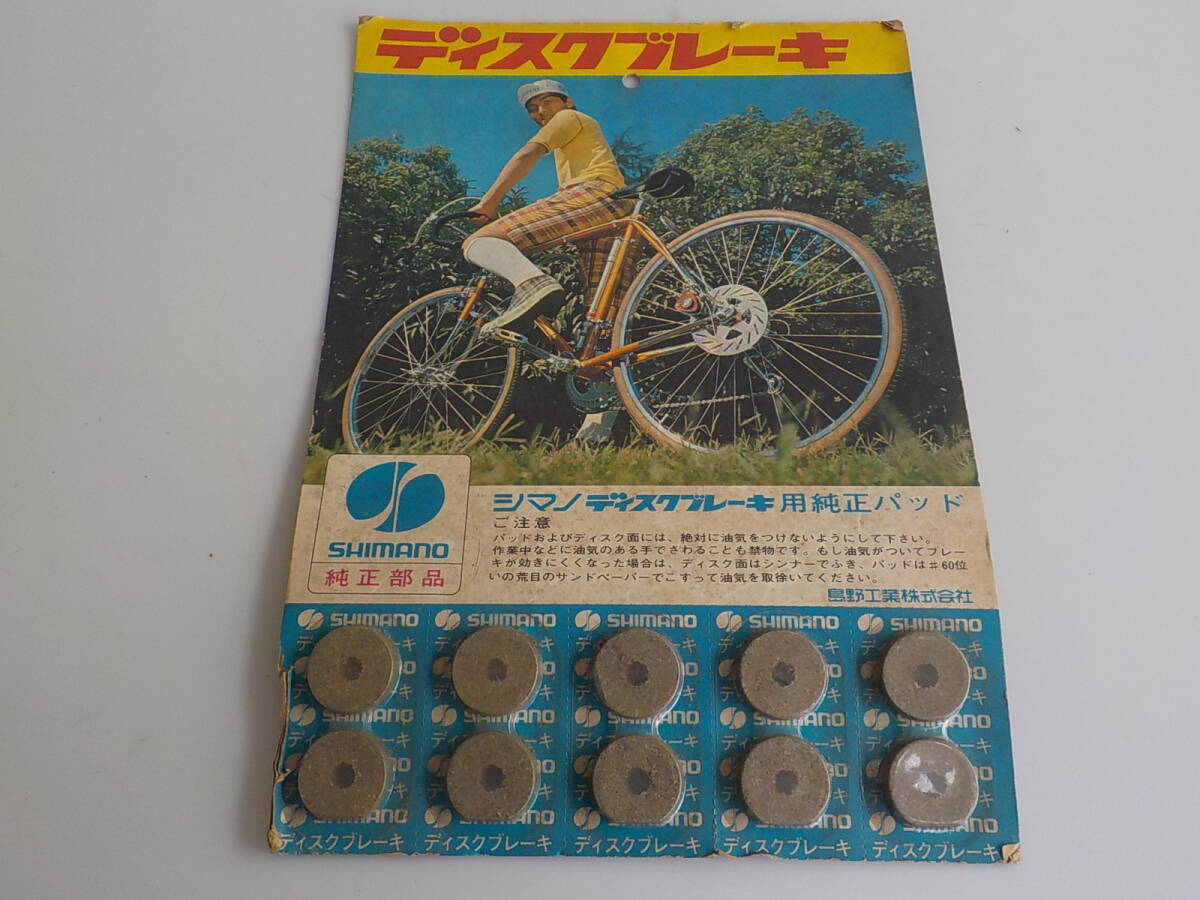 ディスクブレーキ
SHIMANO
純正部品
シマノ ディスクブレーキ用純正パッド
ご注意
パッドおよびディスク面には、絶対に油気をつけないようにして下さい。
作業中などに油気のある手でさわることも禁物です。もし油気がついてブレー
キが効きにくくなった場合は、ディスク面はシンナーでふき、パッドは♯60位
いの荒目のサンドペーパーでこすって油気を取徐いてください。
島野工業株式会社
SHIMANO SHIMANO SHIMANO SHIMANO SHIMANO
ディスクブレーキ ディスクブレーキ ディスクブレーキ ディスクブレーキ ディスクブレーキ